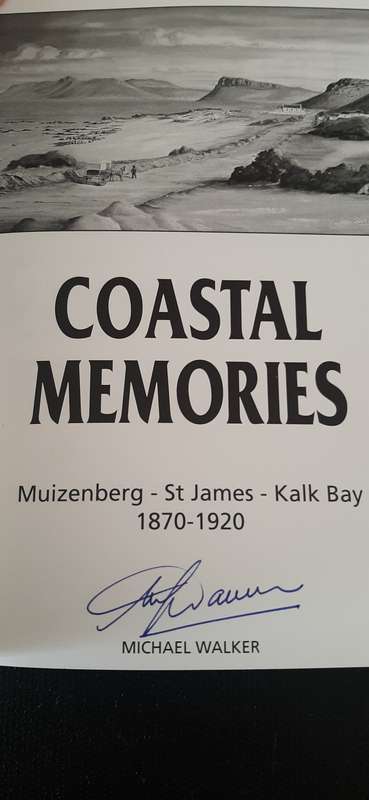 COASTAL
MEMORIES
Muizenberg - St James - Kalk Bay
1870-1920
MICHAEL WALKER